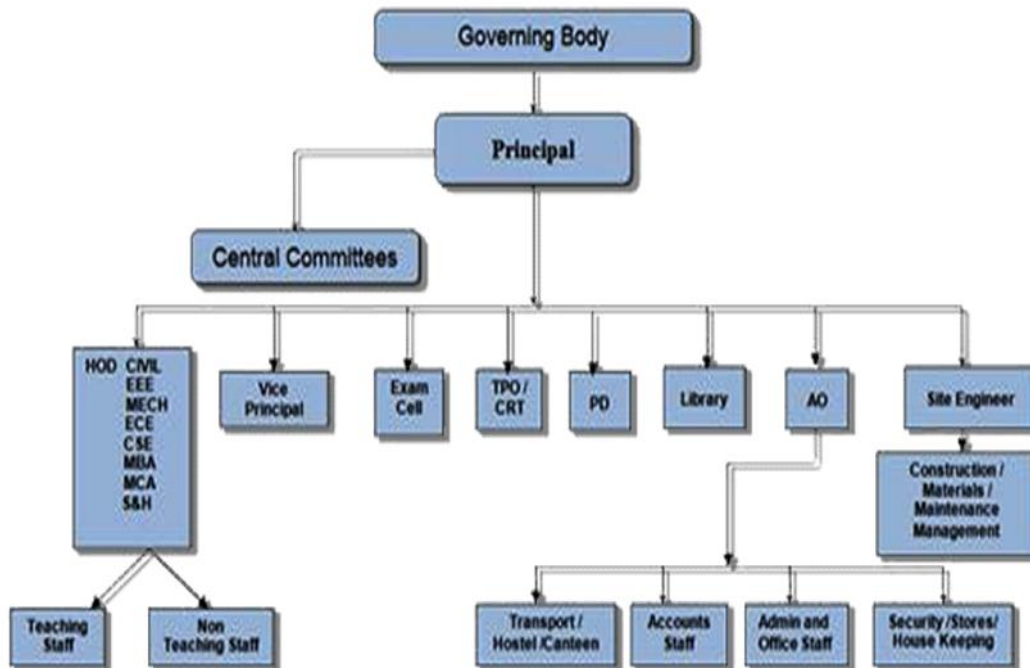 Governing Body
Principal
Central Committees
HOD CIVIL
EEE
MECH
ECE
CSE
MBA
MCA
S&H
Vice
Principal
Exam
Cell
TPO /
CRT
PD
Library
AO
Site Engineer
Construction /
Materials /
Maintenance
Management
Teaching
Staff
Non
Teaching Staff
Transport /
Hostel /Canteen
Accounts
Staff
Admin and
Office Staff
Security /Stores/
House Keeping